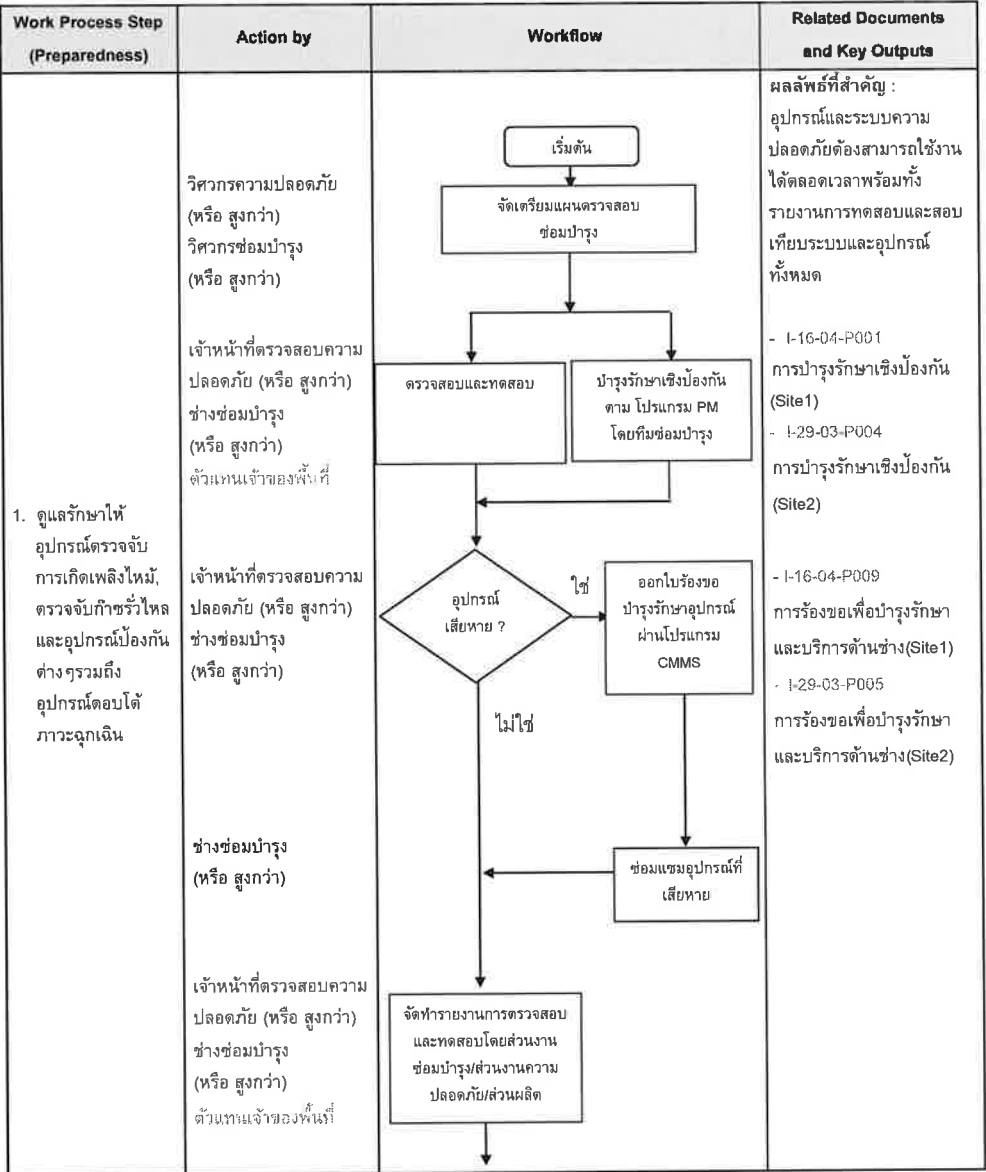 Work Process Step
(Preparedness)
Action by
Workflow
Related Documents
and Key Outputs
1. ดูแลรักษาให้
อุปกรณ์ตรวจจับ
การเกิดเพลิงไหม้,
ตรวจจับก๊าซรั่วไหล
และอุปกรณ์ป้องกัน
ต่างๆรวมถึง
อุปกรณ์ตอบโต้
ภาวะฉุกเฉิน
วิศวกรความปลอดภัย
(หรือ สูงกว่า)
วิศวกรซ่อมบำรุง
(หรือ สูงกว่า)
เจ้าหน้าที่ตรวจสอบความ
ปลอดภัย (หรือ สูงกว่า)
ช่างซ่อมบำรุง
(หรือ สูงกว่า)
ตัวแทนเจ้าของพื้นที่
เจ้าหน้าที่ตรวจสอบความ
ปลอดภัย (หรือ สูงกว่า)
ช่างซ่อมบำรุง
(หรือ สูงกว่า)
ช่างซ่อมบำรุง
(หรือ สูงกว่า)
เจ้าหน้าที่ตรวจสอบความ
ปลอดภัย (หรือ สูงกว่า)
ช่างซ่อมบำรุง
(หรือ สูงกว่า)
ตัวแทนเจ้าของพื้นที่
เริ่มต้น
จัดเตรียมแผนตรวจสอบ
ซ่อมบำรุง
ตรวจสอบและทดสอบ
บำรุงรักษาเชิงป้องกัน
ตาม โปรแกรม PM
โดยทีมซ่อมบำรุง
อุปกรณ์
เสียหาย ?
ใช่
ออกใบร้องขอ
บำรุงรักษาอุปกรณ์
ผ่านโปรแกรม
CMMS
ไม่ใช่
ซ่อมแซมอุปกรณ์ที่
เสียหาย
จัดทำรายงานการตรวจสอบ
และทดสอบโดยส่วนงาน
ซ่อมบำรุง/ส่วนงานความ
ปลอดภัย/ส่วนผลิต
ผลลัพธ์ที่สำคัญ :
อุปกรณ์และระบบความ
ปลอดภัยต้องสามารถใช้งาน
ได้ตลอดเวลาพร้อมทั้ง
รายงานการทดสอบและสอบ
เทียบระบบและอุปกรณ์
ทั้งหมด
- I-16-04-P001
การบำรุงรักษาเชิงป้องกัน
(Site1)
- I-29-03-P004
การบำรุงรักษาเชิงป้องกัน
(Site2)
- I-16-04-P009
การร้องขอเพื่อบำรุงรักษา
และบริการด้านช่าง(Site1)
- I-29-03-P005
การร้องขอเพื่อบำรุงรักษา
และบริการด้านช่าง(Site2)